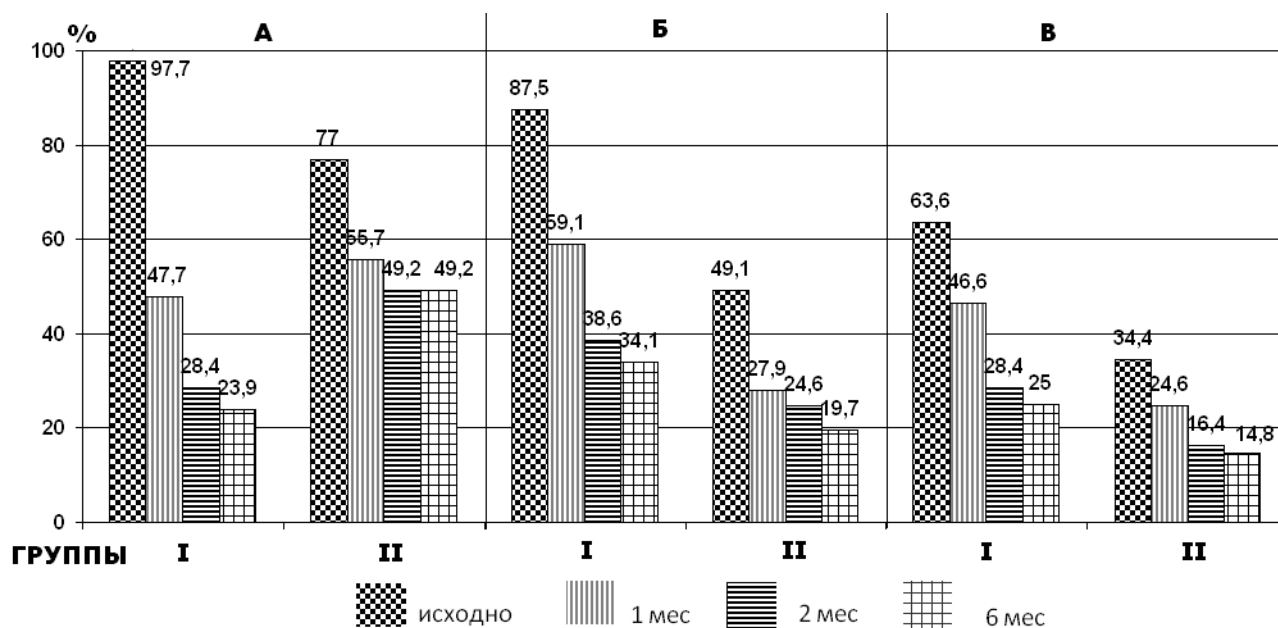 % А Б В
100
80
60
40
20
0
97,7 47,7 28,4 23,9
77 55,7 49,2 49,2
87,5 59,1 38,6 34,1
49,1 27,9 24,6 19,7
63,6 46,6 28,4 25
34,4 24,6 16,4 14,8
ГРУППЫ I II I II I II
исходно 1 мес 2 мес 6 мес